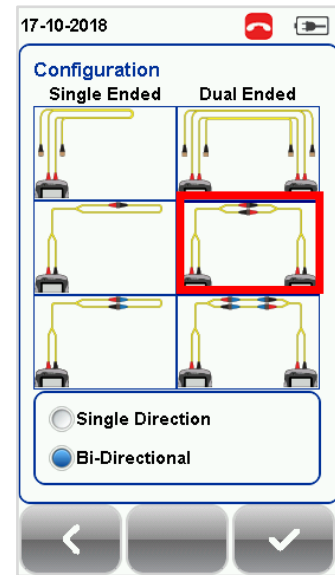 17-10-2018
Configuration
Single Ended Dual Ended
Single Direction
Bi-Directional